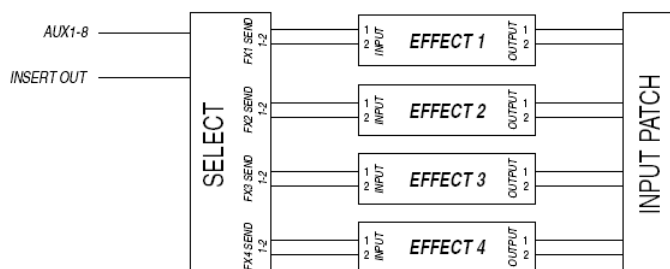 AUX1-8
INSERT OUT
SELECT
FX1 SEND
1-2
1
2
INPUT
EFFECT 1
OUTPUT
1
2
FX2 SEND
1-2
1
2
INPUT
EFFECT 2
OUTPUT
1
2
FX3 SEND
1-2
1
2
INPUT
EFFECT 3
OUTPUT
1
2
FX4 SEND
1-2
1
2
INPUT
EFFECT 4
OUTPUT
1
2
INPUT PATCH